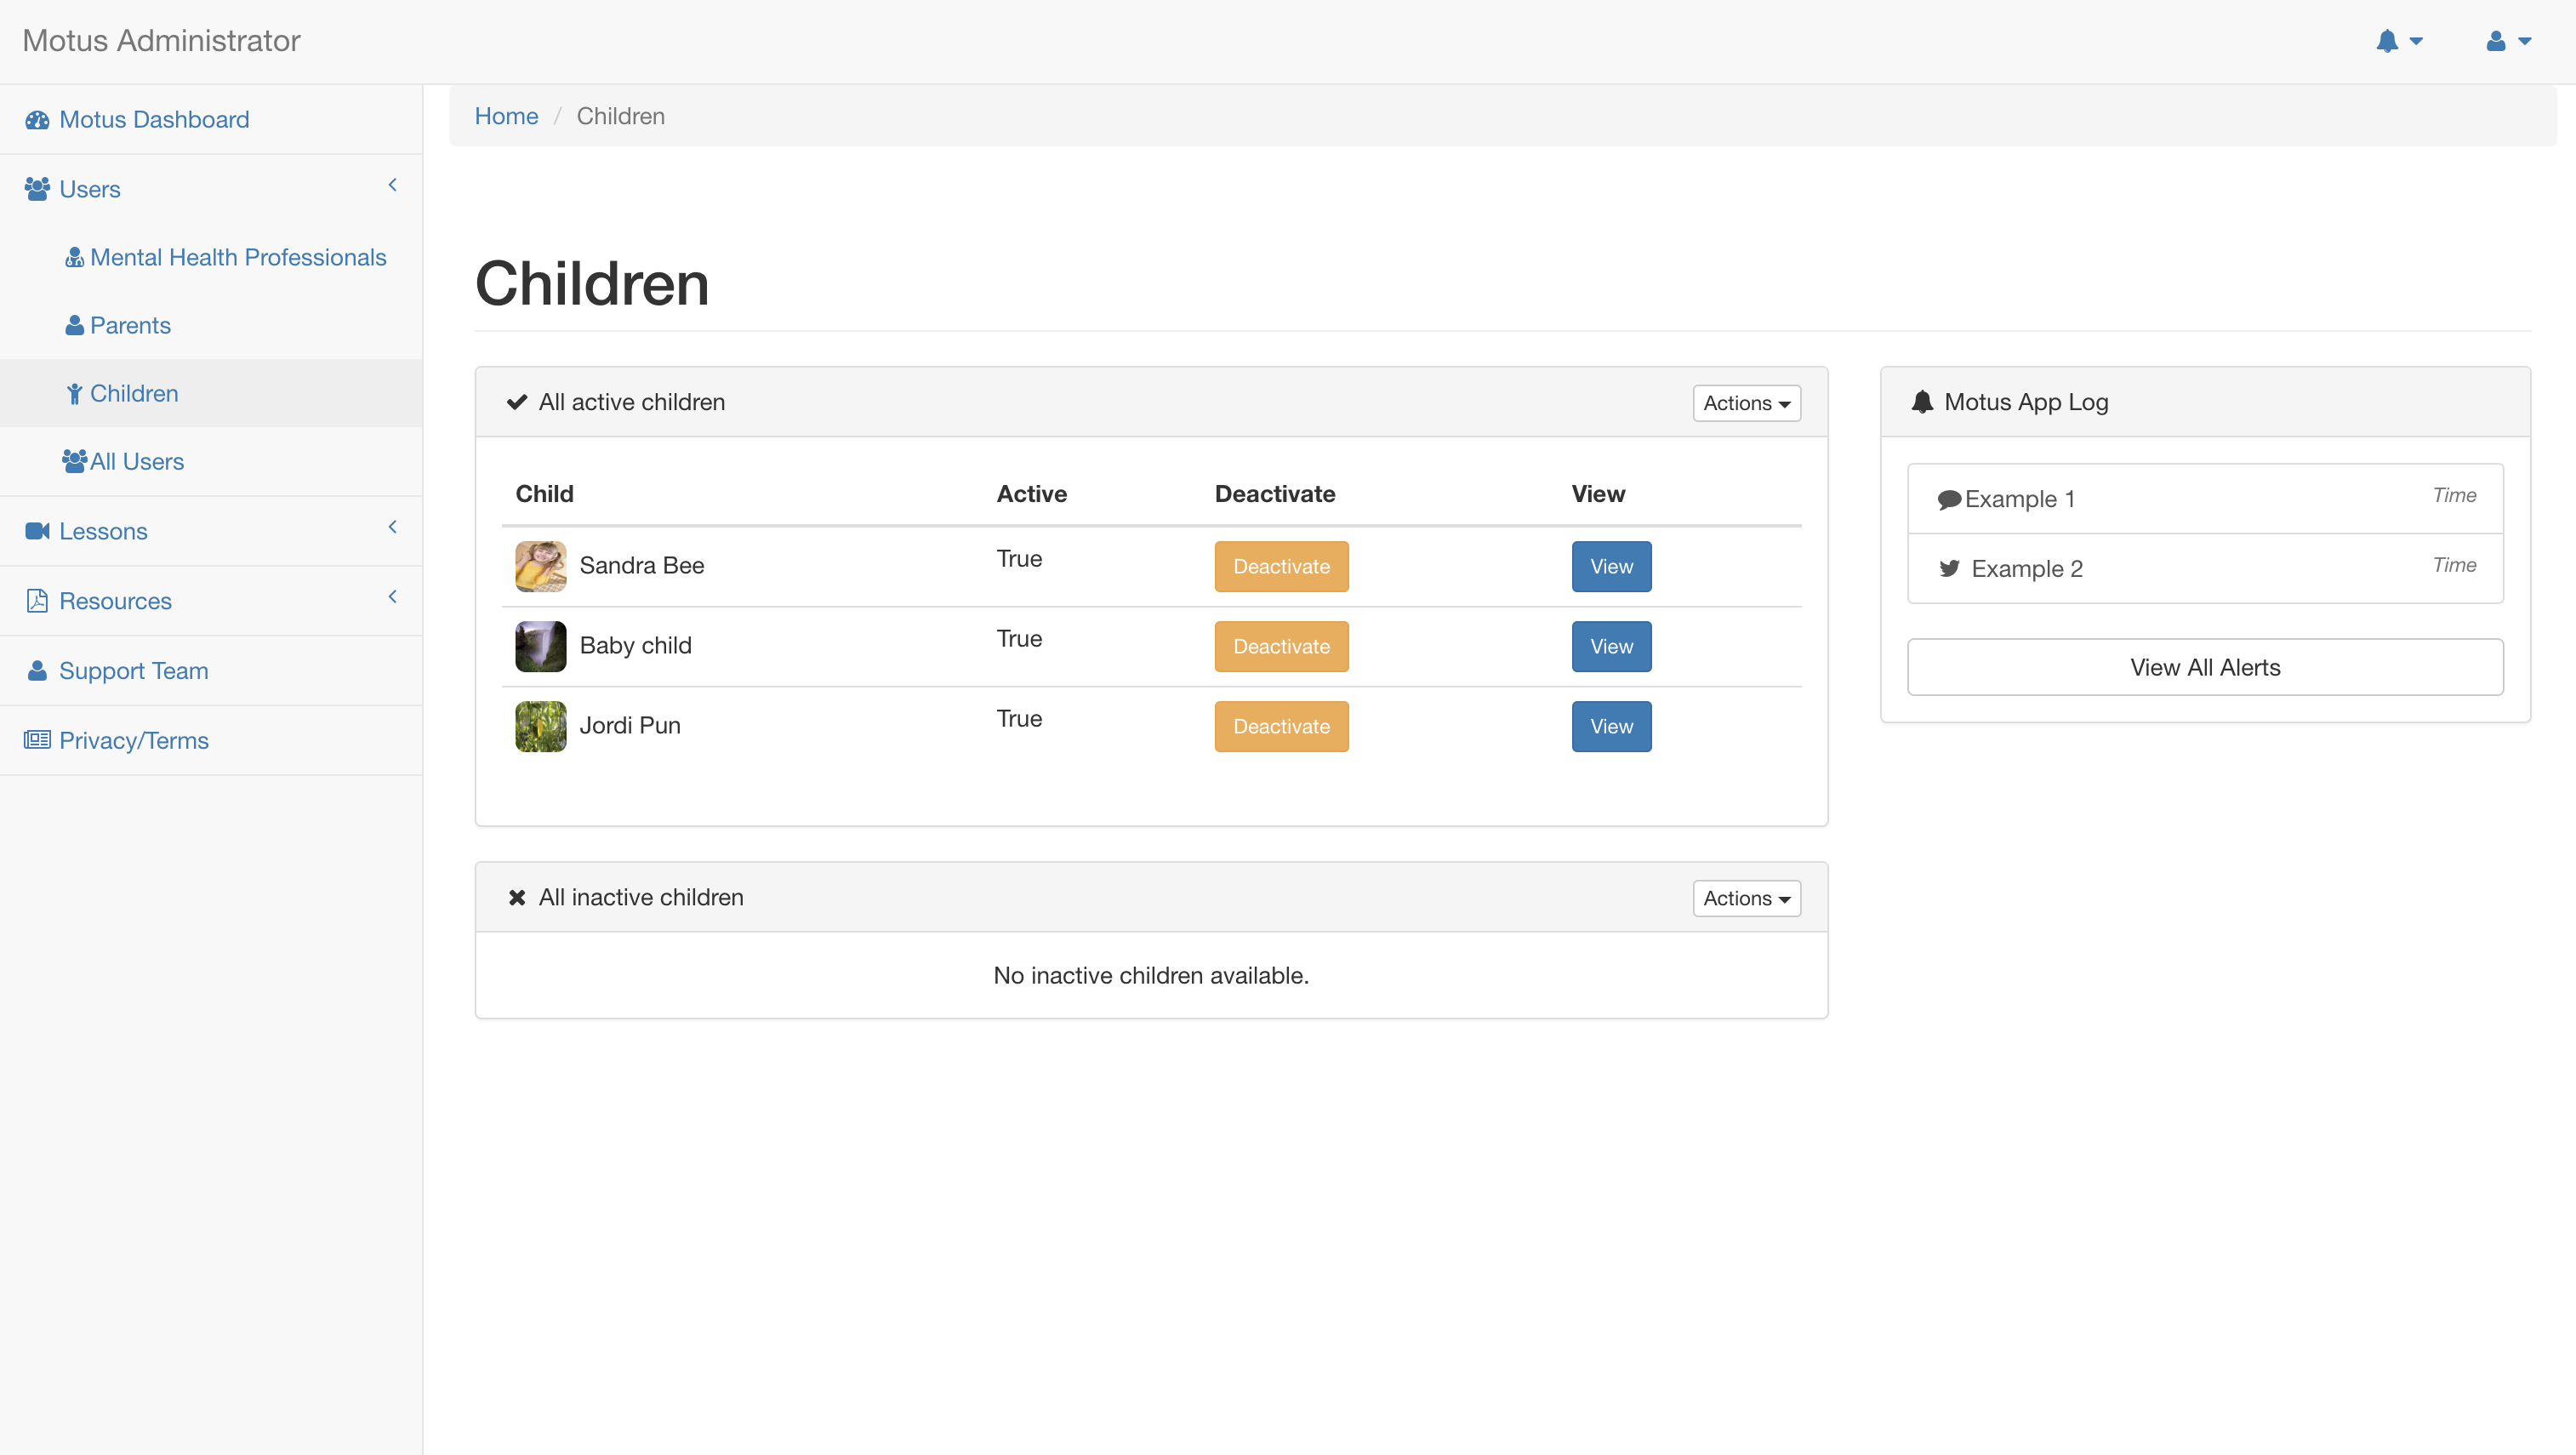 Motus Administrator
Motus Dashboard
Users
Mental Health Professionals
Parents
Children
All Users
Lessons
Resources
Support Team
Privacy/Terms
Home / Children
Children
All active children Actions
Child Active Deactivate View
Sandra Bee True Deactivate View
Baby child True Deactivate View
Jordi Pun True Deactivate View
All inactive children Actions
No inactive children available.
Motus App Log
Example 1 Time
Example 2 Time
View All Alerts